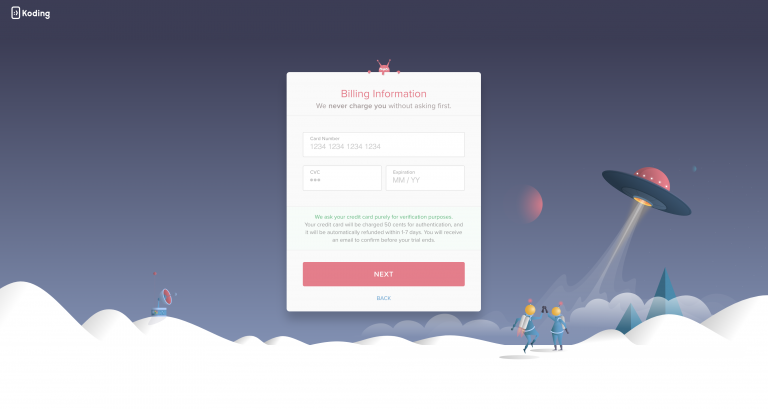 Koding
Billing Information
We never charge you without asking first.
Card Number
1234 1234 1234 1234
CVC
Expiration
•••
MM / YY
We ask your credit card purely for verification purposes.
Your credit card will be charged 50 cents for authentication, and
it will be automatically refunded within 1-7 days. You will receive
an email to confirm before your trial ends.
NEXT
BACK